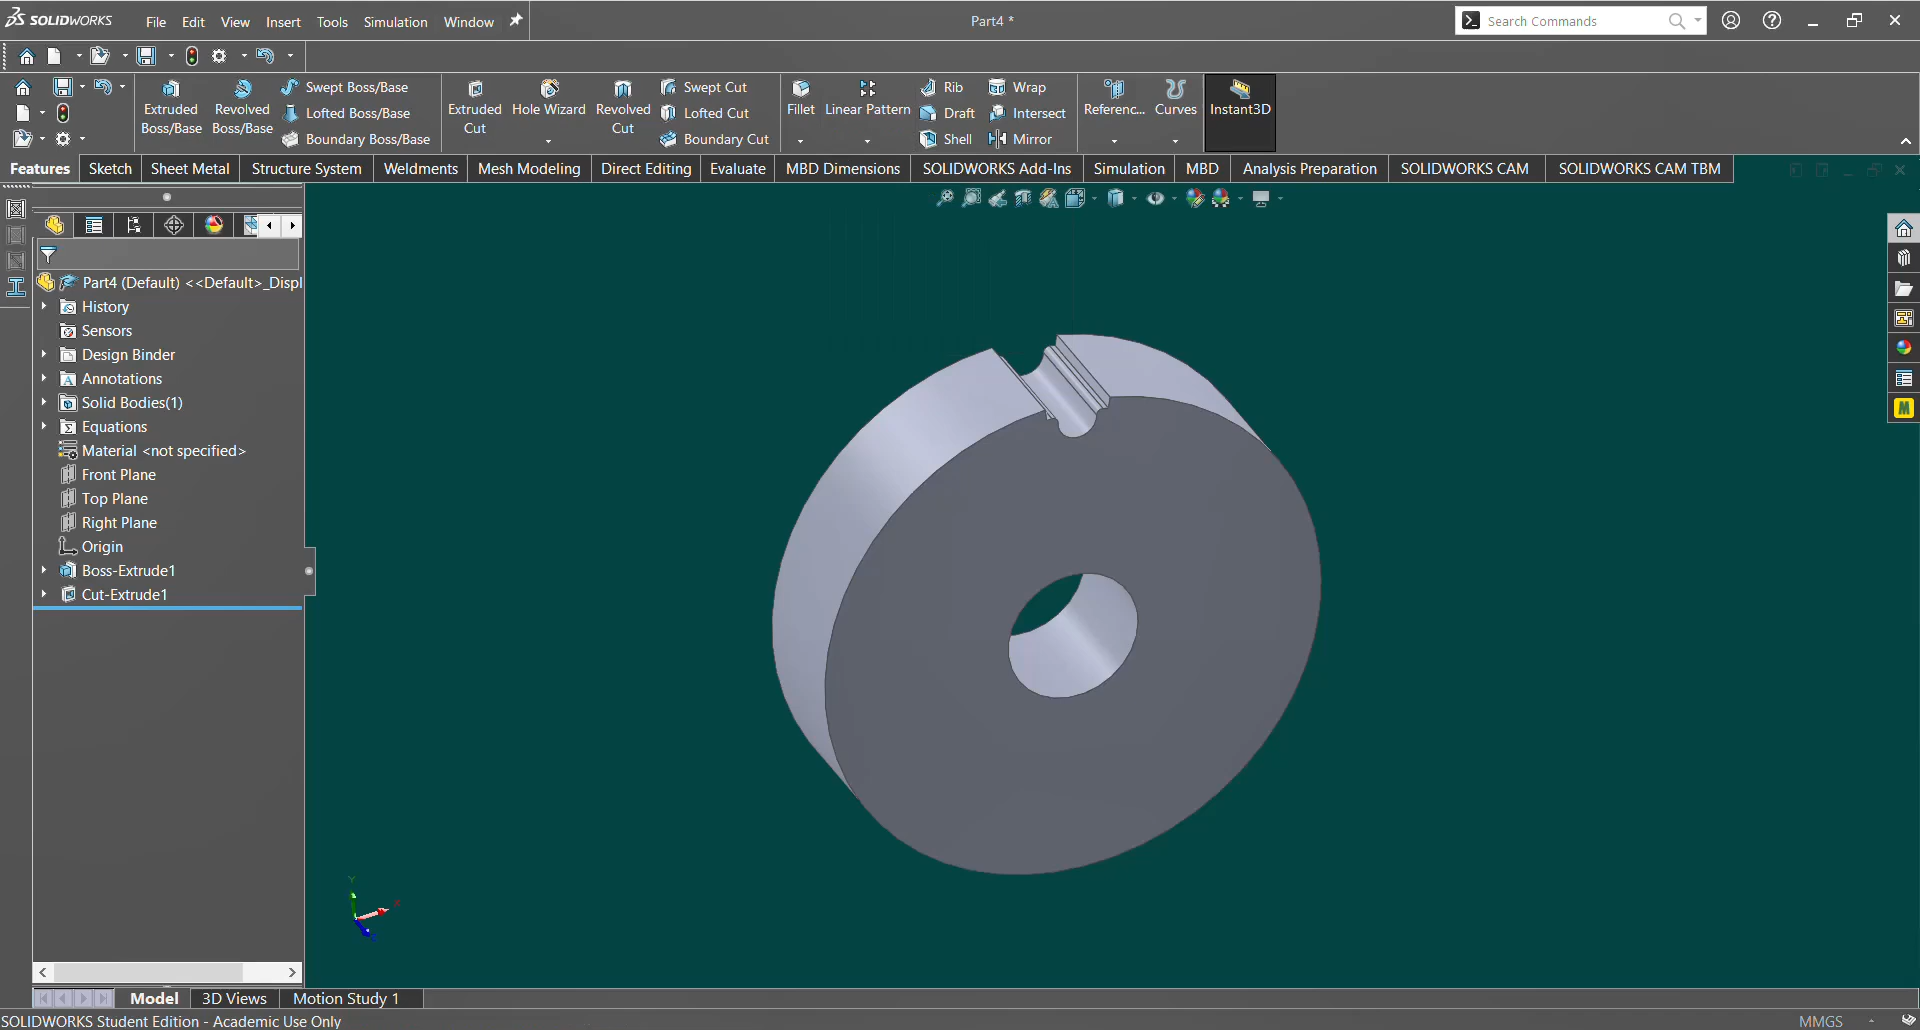 SOLIDWORKS File Edit View Insert Tools Simulation Window Part4 * Search Commands
Extruded Boss/Base
Revolved Boss/Base
Swept Boss/Base
Lofted Boss/Base
Boundary Boss/Base
Extruded Cut
Hole Wizard
Revolved Cut
Swept Cut
Lofted Cut
Boundary Cut
Fillet
Linear Pattern
Rib
Draft
Shell
Wrap
Intersect
Mirror
Referenc...
Curves
Instant3D
Features Sketch Sheet Metal Structure System Weldments Mesh Modeling Direct Editing Evaluate MBD Dimensions SOLIDWORKS Add-Ins Simulation MBD Analysis Preparation SOLIDWORKS CAM SOLIDWORKS CAM TBM
Part4 (Default) <<Default>_Displ
History
Sensors
Design Binder
Annotations
Solid Bodies(1)
Equations
Material <not specified>
Front Plane
Top Plane
Right Plane
Origin
Boss-Extrude1
Cut-Extrude1
M
Y
X
Model 3D Views Motion Study 1
SOLIDWORKS Student Edition - Academic Use Only MMGS